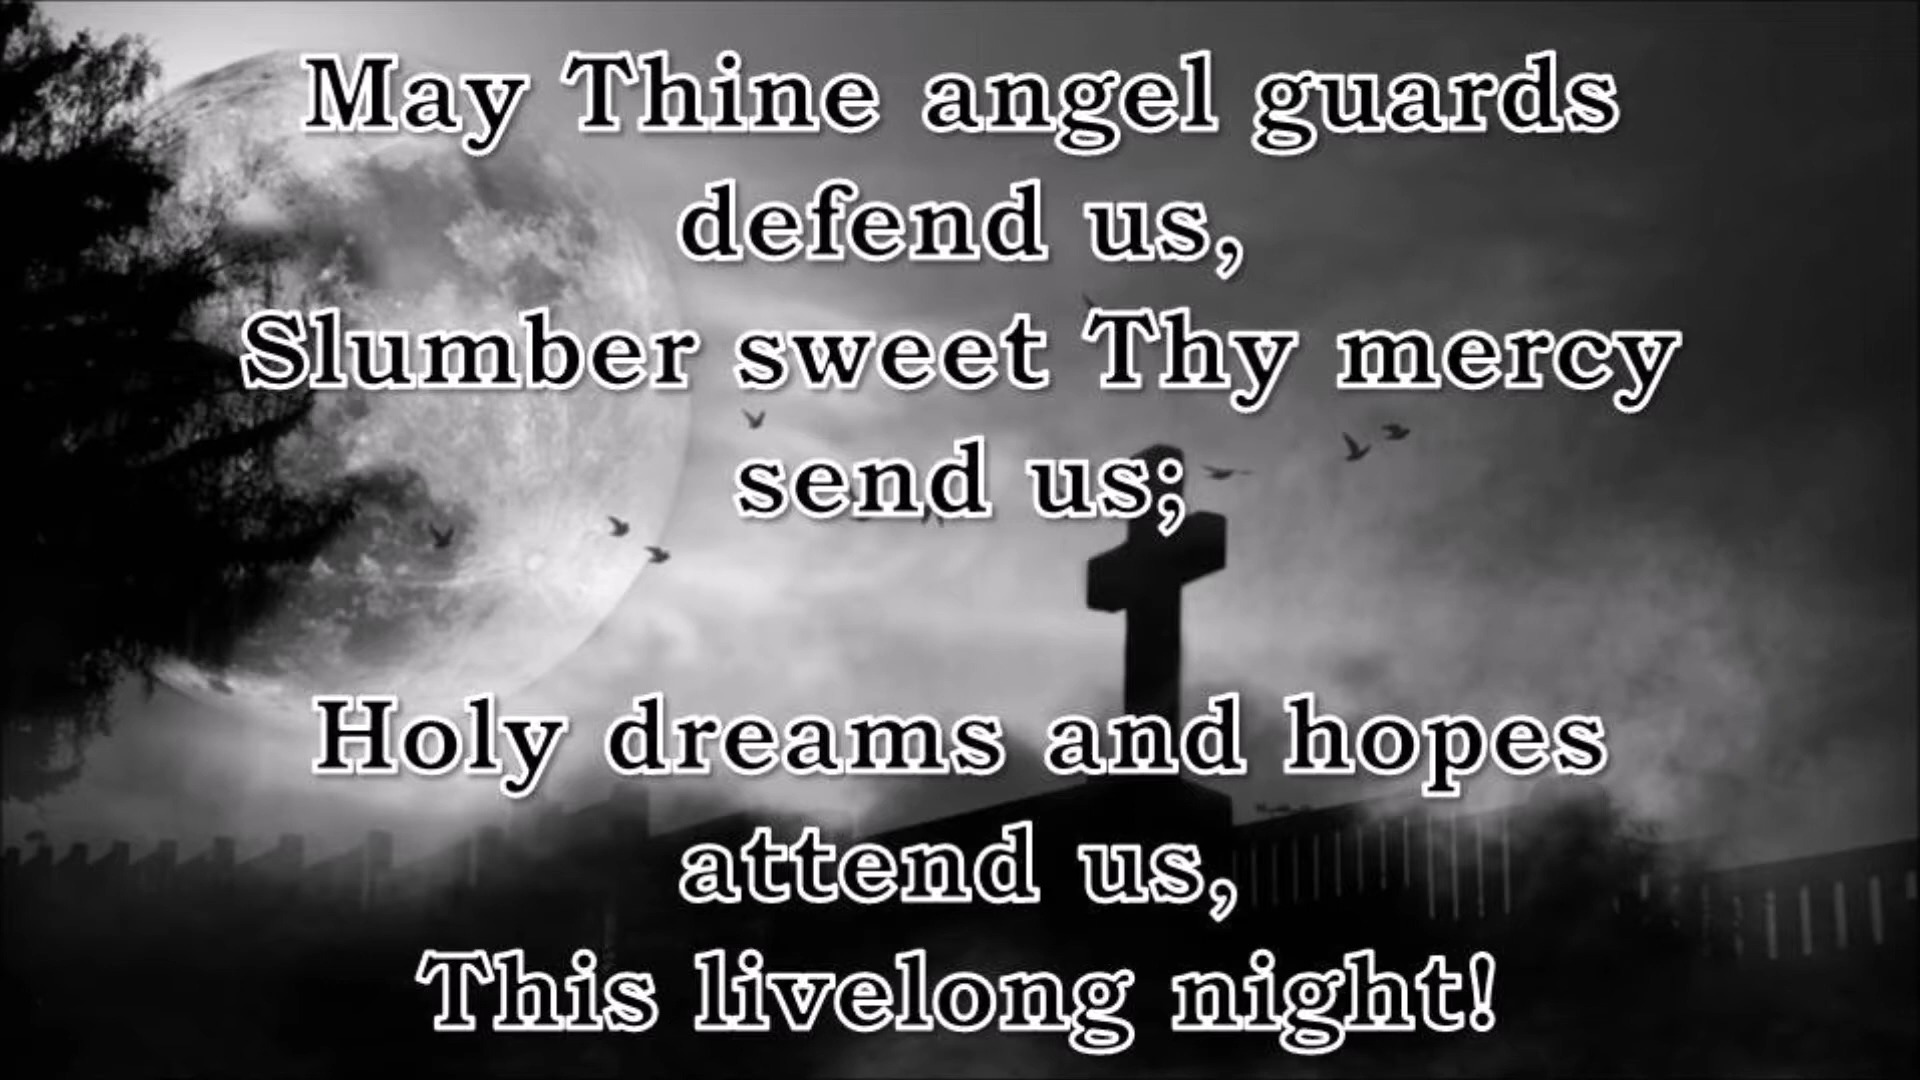 May Thine angel guards
defend us,
Slumber sweet Thy mercy
send us;
Holy dreams and hopes
attend us,
This livelong night!